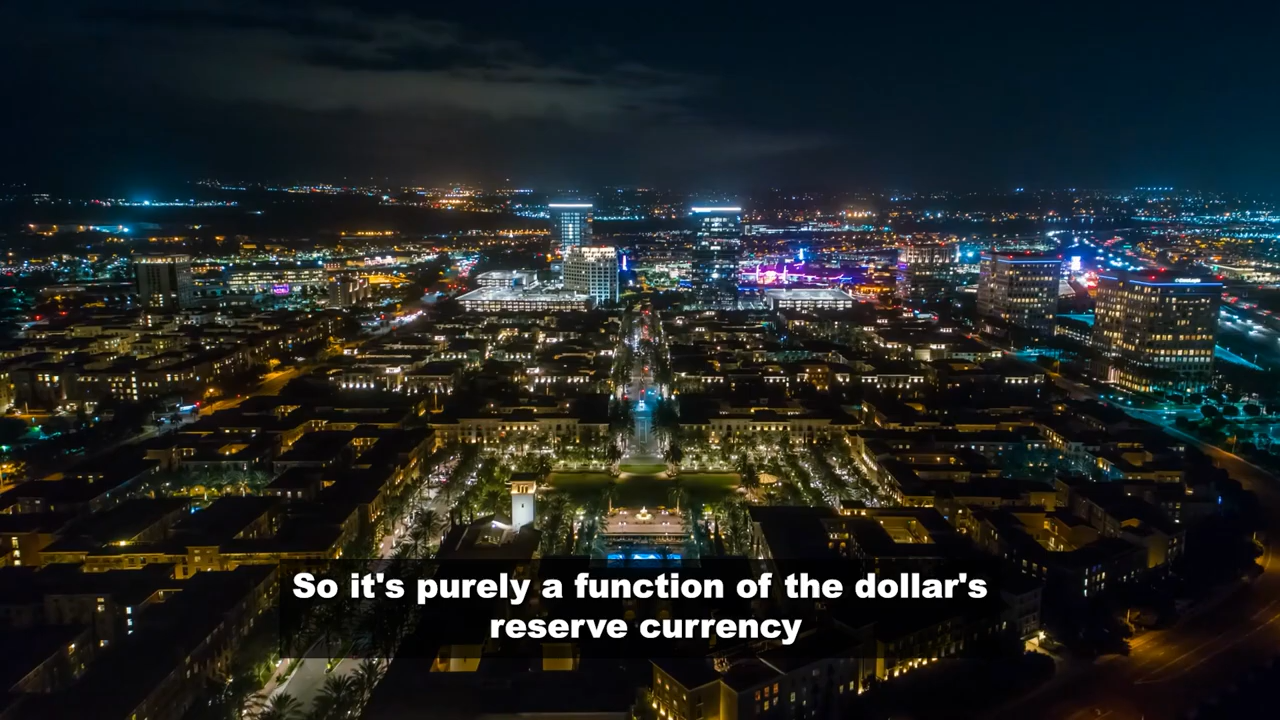 So it's purely a function of the dollar's
reserve currency